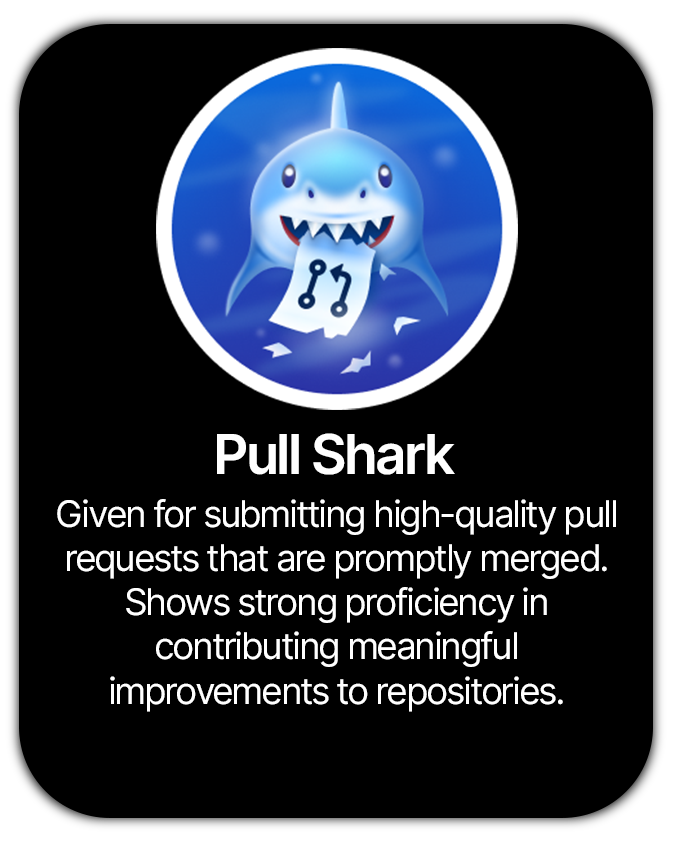 Pull Shark
Given for submitting high-quality pull
requests that are promptly merged.
Shows strong proficiency in
contributing meaningful
improvements to repositories.